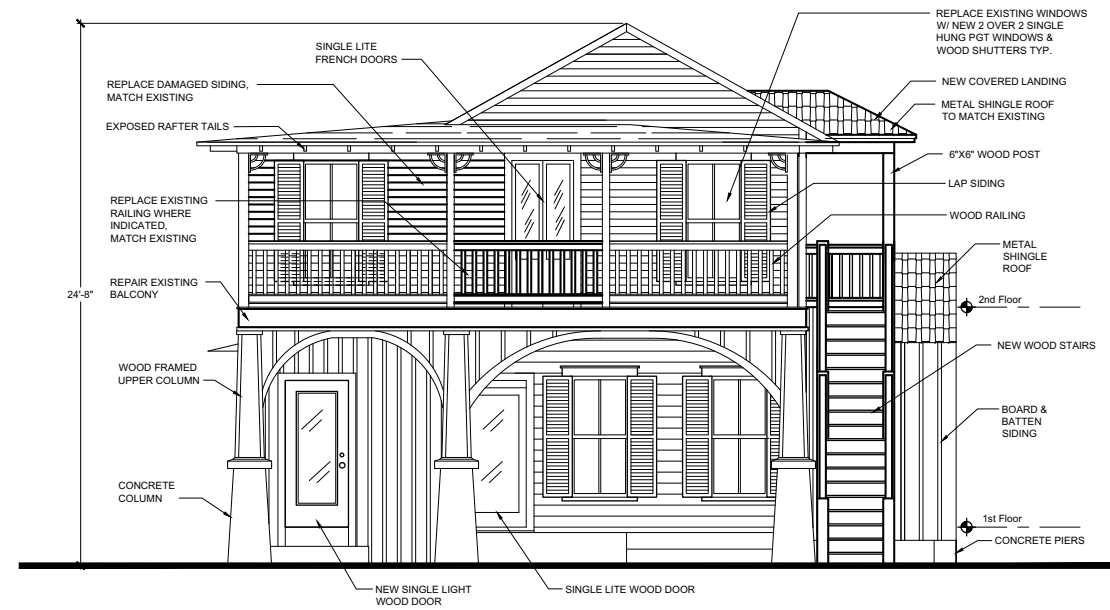 REPLACE EXISTING WINDOWS
W/ NEW 2 OVER 2 SINGLE
HUNG PGT WINDOWS &
WOOD SHUTTERS TYP.
SINGLE LITE
FRENCH DOORS
REPLACE DAMAGED SIDING,
MATCH EXISTING
NEW COVERED LANDING
METAL SHINGLE ROOF
TO MATCH EXISTING
EXPOSED RAFTER TAILS
6"X6" WOOD POST
LAP SIDING
REPLACE EXISTING
RAILING WHERE
INDICATED,
MATCH EXISTING
WOOD RAILING
METAL
SHINGLE
ROOF
REPAIR EXISTING
BALCONY
24'-8"
2nd Floor
NEW WOOD STAIRS
WOOD FRAMED
UPPER COLUMN
BOARD &
BATTEN
SIDING
CONCRETE
COLUMN
1st Floor
CONCRETE PIERS
NEW SINGLE LIGHT
WOOD DOOR
SINGLE LITE WOOD DOOR